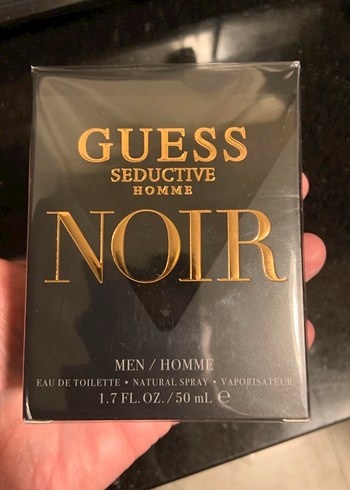 GUESS
SEDUCTIVE
HOMME
NOIR
MEN / HOMME
EAU DE TOILETTE • NATURAL SPRAY • VAPORISATEUR
1.7 FL. OZ. / 50 mL ℮